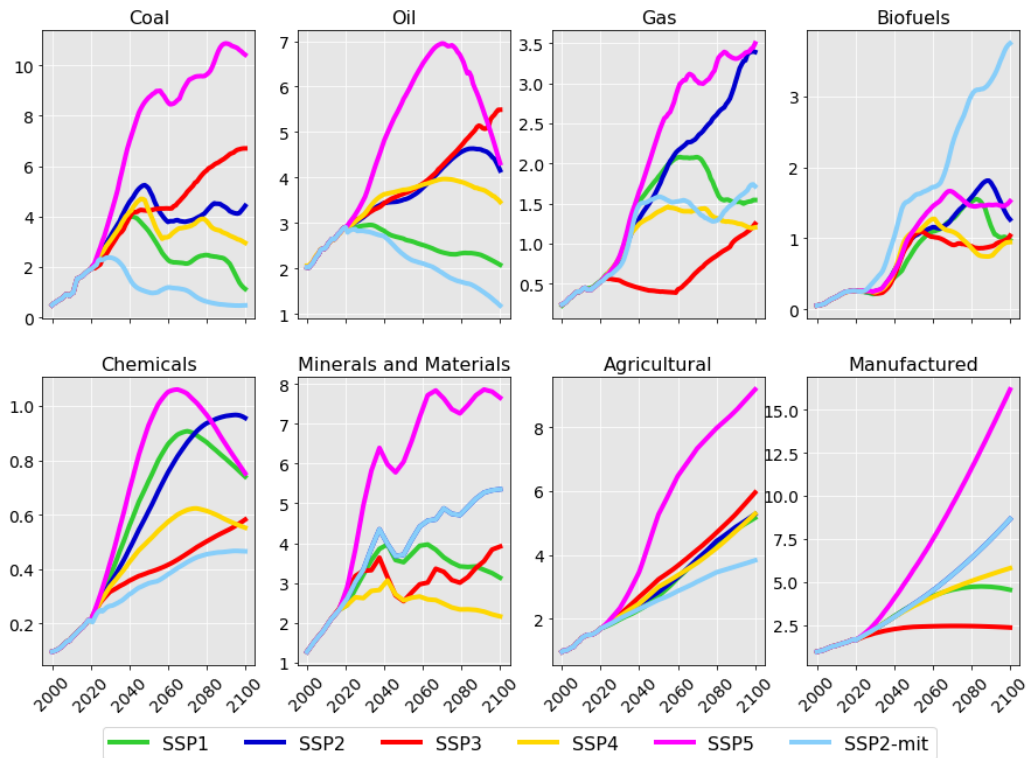 Coal Oil Gas Biofuels
10 8 6 4 2 0
7 6 5 4 3 2 1
3.5 3.0 2.5 2.0 1.5 1.0 0.5
3 2 1 0
Chemicals Minerals and Materials Agricultural Manufactured
1.0 0.8 0.6 0.4 0.2
8 7 6 5 4 3 2 1
8 6 4 2
15.0 12.5 10.0 7.5 5.0 2.5
2000 2020 2040 2060 2080 2100
2000 2020 2040 2060 2080 2100
2000 2020 2040 2060 2080 2100
2000 2020 2040 2060 2080 2100
SSP1 SSP2 SSP3 SSP4 SSP5 SSP2-mit